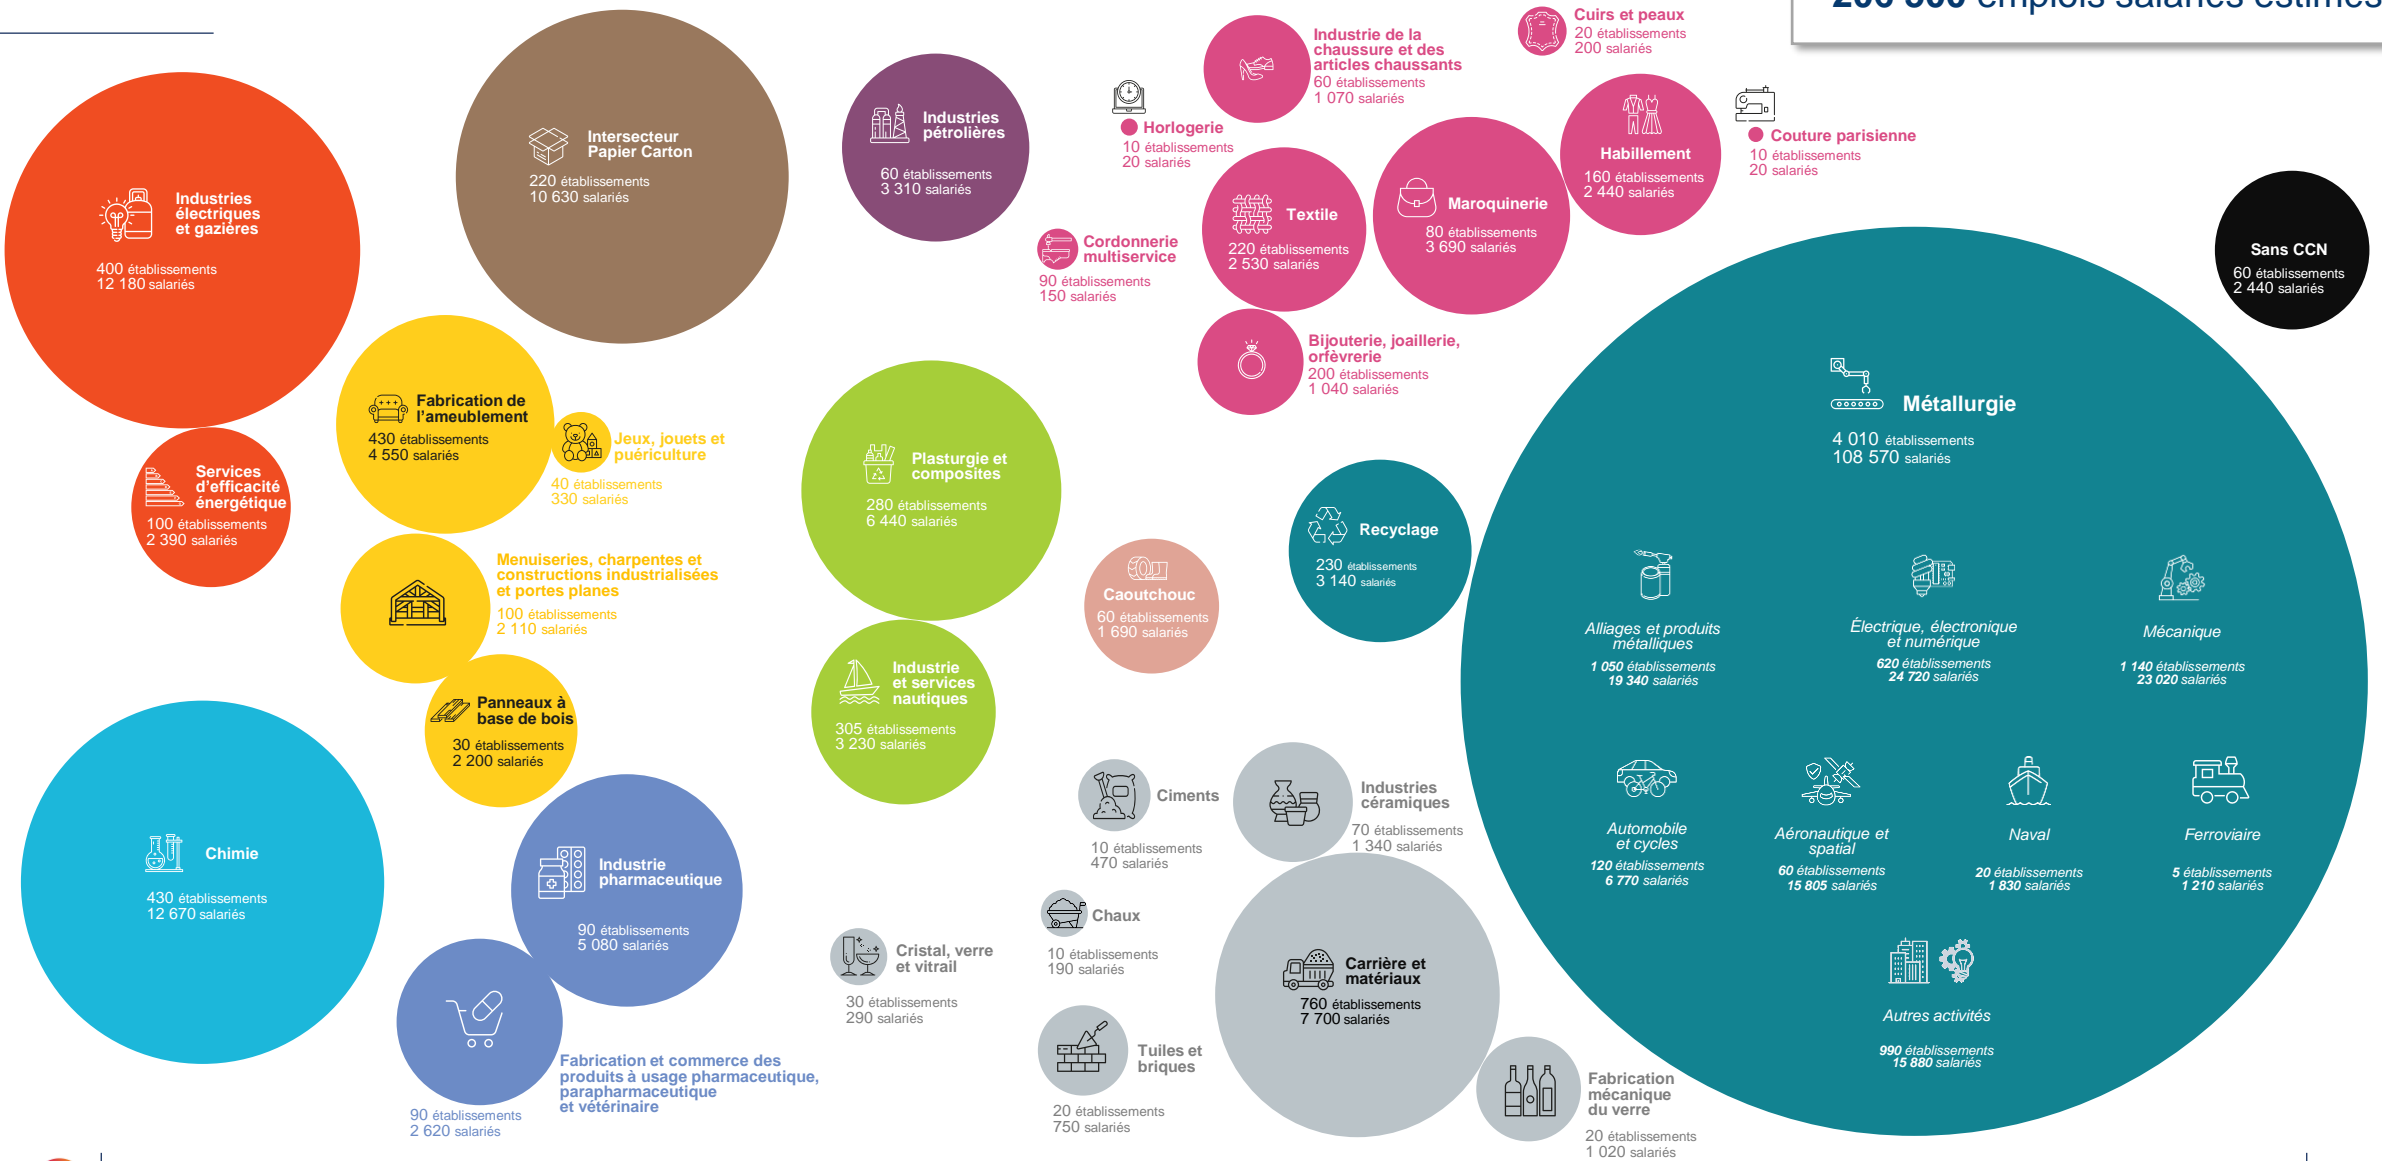 Industries
électriques
et gazières
400 établissements
12 180 salariés
Services
d'efficacité
énergétique
100 établissements
2 390 salariés
Intersecteur
Papier Carton
220 établissements
10 630 salariés
Fabrication de
l'ameublement
430 établissements
4 550 salariés
Jeux, jouets et
puériculture
40 établissements
330 salariés
Menuiseries, charpentes et
constructions industrialisées
et portes planes
100 établissements
2 110 salariés
Panneaux à
base de bois
30 établissements
2 200 salariés
Chimie
430 établissements
12 670 salariés
Industrie
pharmaceutique
90 établissements
5 080 salariés
Fabrication et commerce des
produits à usage pharmaceutique,
parapharmaceutique
et vétérinaire
90 établissements
2 620 salariés
Industries
pétrolières
60 établissements
3 310 salariés
Plasturgie et
composites
280 établissements
6 440 salariés
Industrie
et services
nautiques
305 établissements
3 230 salariés
Horlogerie
10 établissements
20 salariés
Industrie de la
chaussure et des
articles chaussants
60 établissements
1 070 salariés
Cuirs et peaux
20 établissements
200 salariés
Habillement
160 établissements
2 440 salariés
Couture parisienne
10 établissements
20 salariés
Cordonnerie
multiservice
90 établissements
150 salariés
Textile
220 établissements
2 530 salariés
Maroquinerie
80 établissements
3 690 salariés
Bijouterie, joaillerie,
orfèvrerie
200 établissements
1 040 salariés
Sans CCN
60 établissements
2 440 salariés
Caoutchouc
60 établissements
1 690 salariés
Recyclage
230 établissements
3 140 salariés
Métallurgie
4 010 établissements
108 570 salariés
Alliages et produits
métalliques
1 050 établissements
19 340 salariés
Électrique, électronique
et numérique
620 établissements
24 720 salariés
Mécanique
1 140 établissements
23 020 salariés
Automobile
et cycles
120 établissements
6 770 salariés
Aéronautique et
spatial
60 établissements
15 805 salariés
Naval
20 établissements
1 830 salariés
Ferroviaire
5 établissements
1 210 salariés
Autres activités
990 établissements
15 880 salariés
Ciments
10 établissements
470 salariés
Industries
céramiques
70 établissements
1 340 salariés
Chaux
10 établissements
190 salariés
Cristal, verre
et vitrail
30 établissements
290 salariés
Carrière et
matériaux
760 établissements
7 700 salariés
Tuiles et
briques
20 établissements
750 salariés
Fabrication
mécanique
du verre
20 établissements
1 020 salariés
emplois salariés estimés